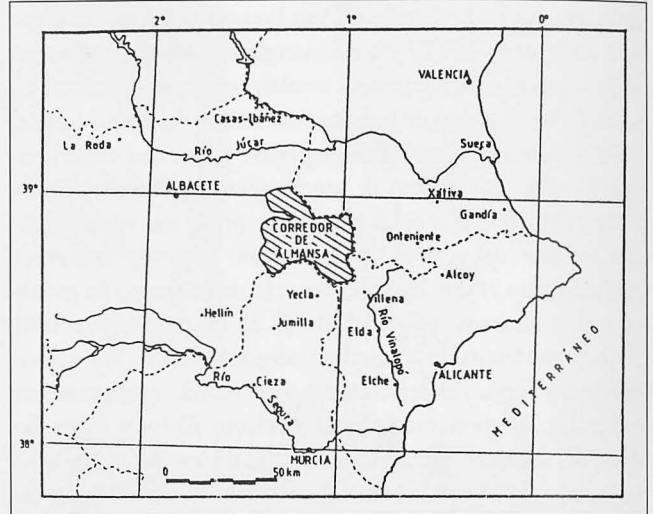 2°
1°
0°
VALENCIA
Casas-Ibáñez
La Roda
Río Júcar
Sueca
39°
ALBACETE
Xátiva
Gandía
CORREDOR
DE
ALMANSA
Onteniente
Alcoy
Yecla
Villena
Hellín
Jumilla
Elda
Río Vinalopó
ALICANTE
Río Segura
Cieza
Elche
MEDITERRÁNEO
38°
MURCIA
0 50 km